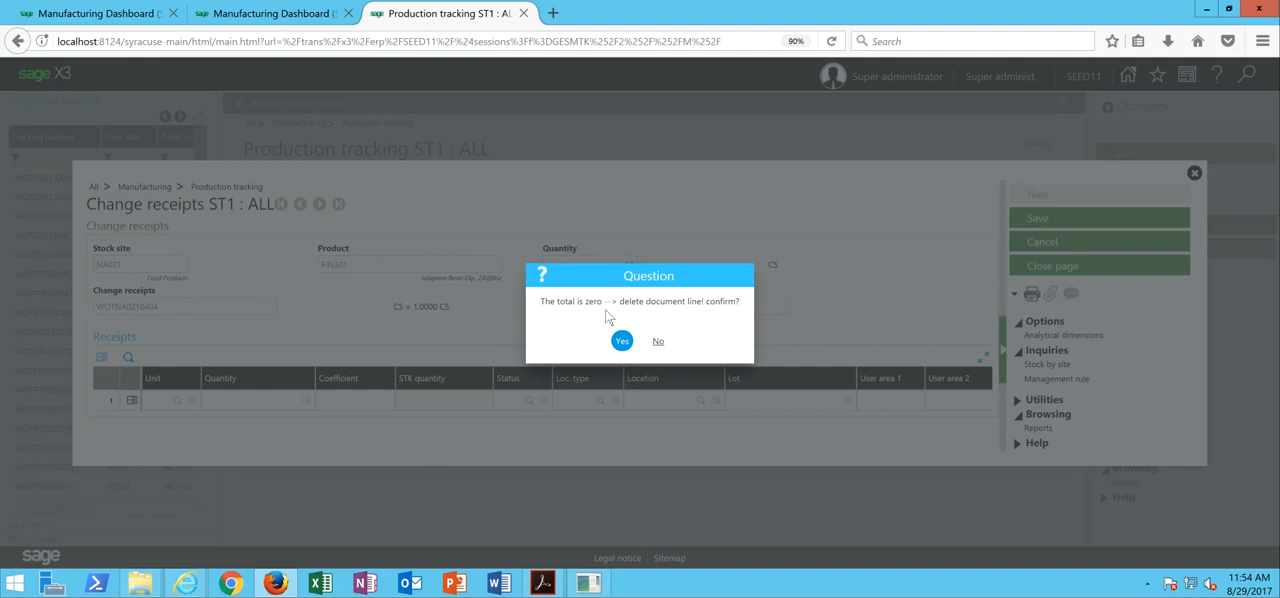 Manufacturing Dashboard (
Manufacturing Dashboard (
Production tracking ST1 : AL
localhost:8124/syracuse-main/html/main.html?url=%2Ftrans%2Fx3%2Ferp%2FSEED11%2F%24sessions%3Ff%3DGESMTK%252F2%252F%252FM%252F
90%
Search
sage X3
Super administrator
Super administ...
SEED11
Close page
All > Manufacturing > Production tracking
Production tracking ST1 : ALL
Tracking number
Prod. site
All > Manufacturing > Production tracking
Change receipts ST1 : ALL
Change receipts
Stock site
Product
Quantity
NA021
FIN301
CS
Food Products
Jalapeno Bean Dip, 24@8oz
Change receipts
WOTNA0210404
CS = 1.0000 CS
Receipts
Unit
Quantity
Coefficient
STK quantity
Status
Loc. type
Location
Lot
User area 1
User area 2
1
Question
The total is zero --> delete document line! confirm?
Yes
No
New
Save
Cancel
Close page
Options
Analytical dimensions
Inquiries
Stock by site
Management rule
Utilities
Browsing
Reports
Help
Browsing
Help
sage
Legal notice
Sitemap
11:54 AM
8/29/2017